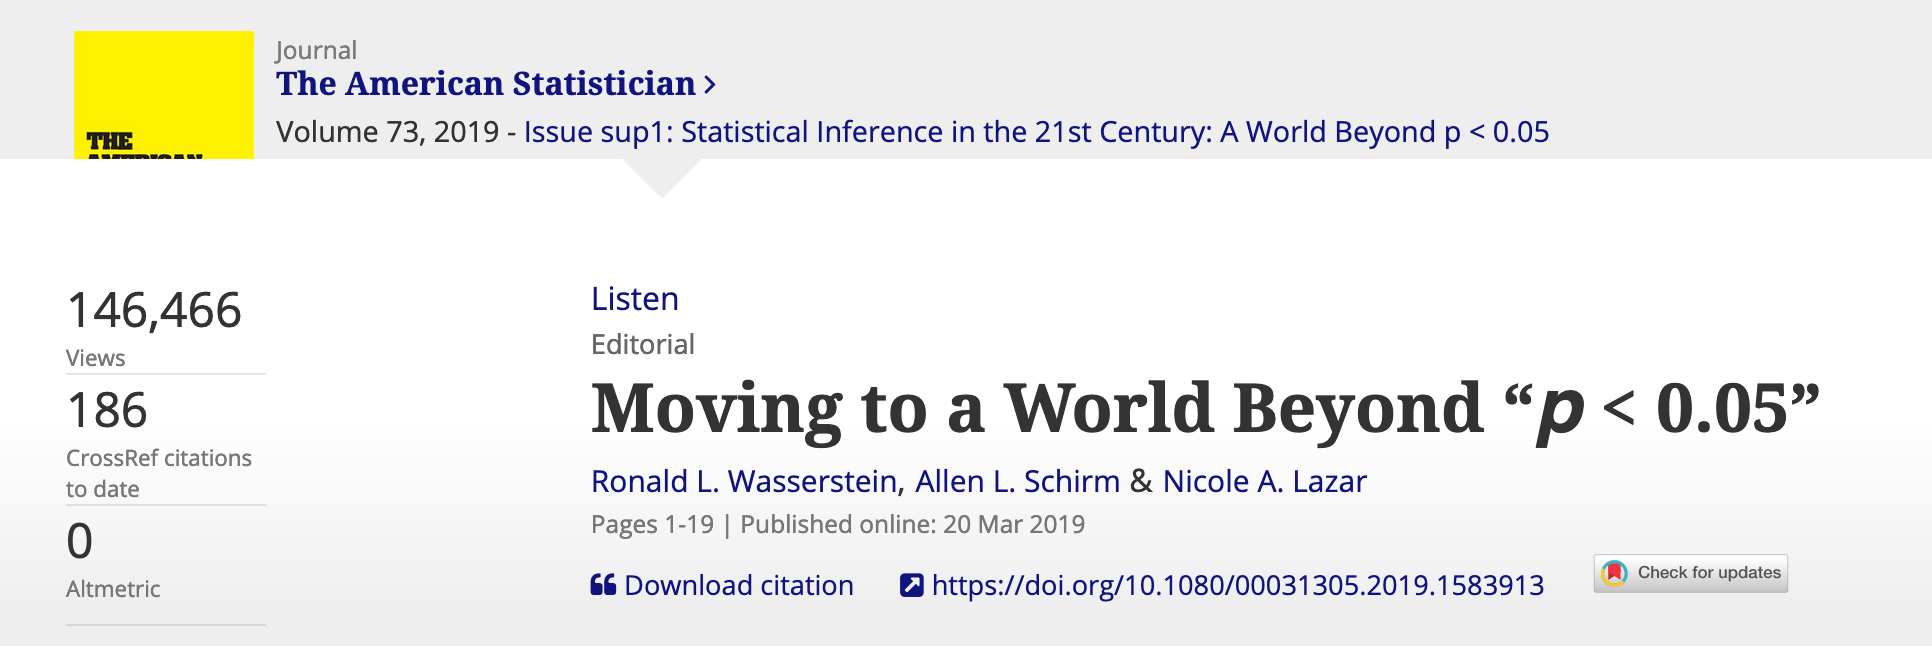 THE
AMERICAN
Journal
The American Statistician >
Volume 73, 2019 - Issue sup1: Statistical Inference in the 21st Century: A World Beyond p < 0.05
146,466
Views
186
CrossRef citations
to date
0
Altmetric
Listen
Editorial
Moving to a World Beyond “p < 0.05”
Ronald L. Wasserstein, Allen L. Schirm & Nicole A. Lazar
Pages 1-19 | Published online: 20 Mar 2019
Download citation
https://doi.org/10.1080/00031305.2019.1583913
Check for updates